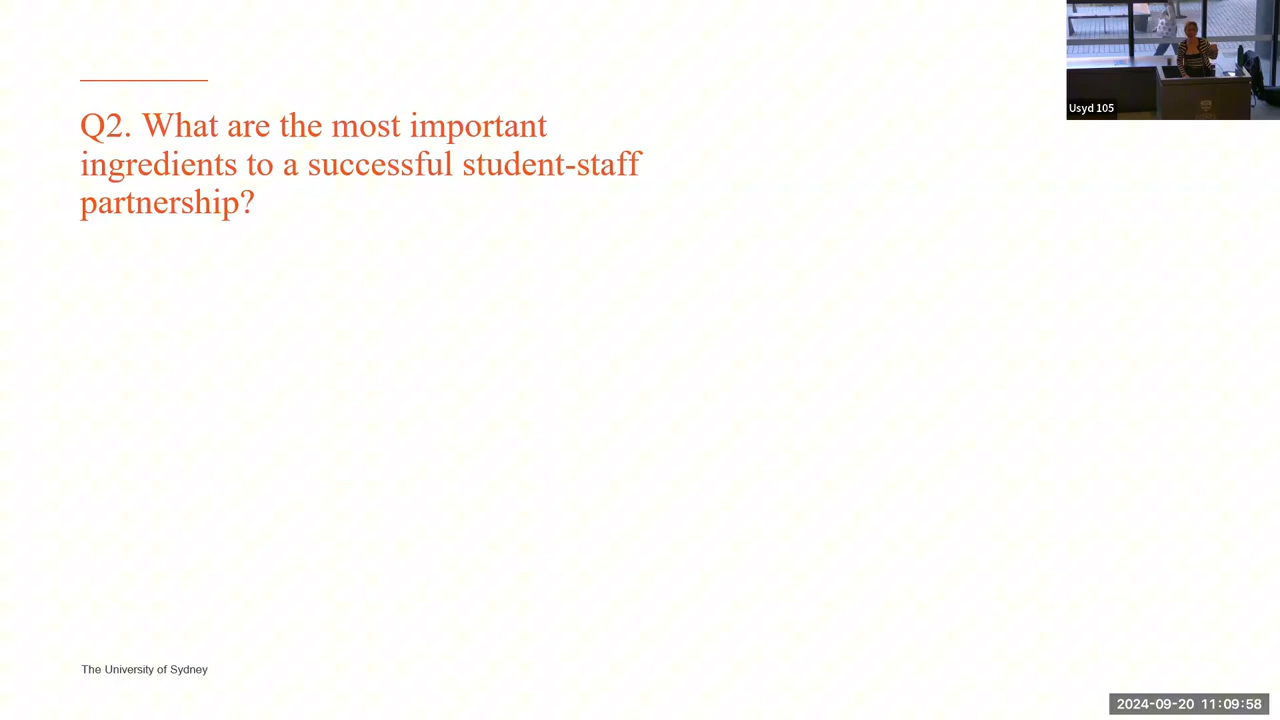 Q2. What are the most important
ingredients to a successful student-staff
partnership?
Usyd 105
The University of Sydney
2024-09-20 11:09:58